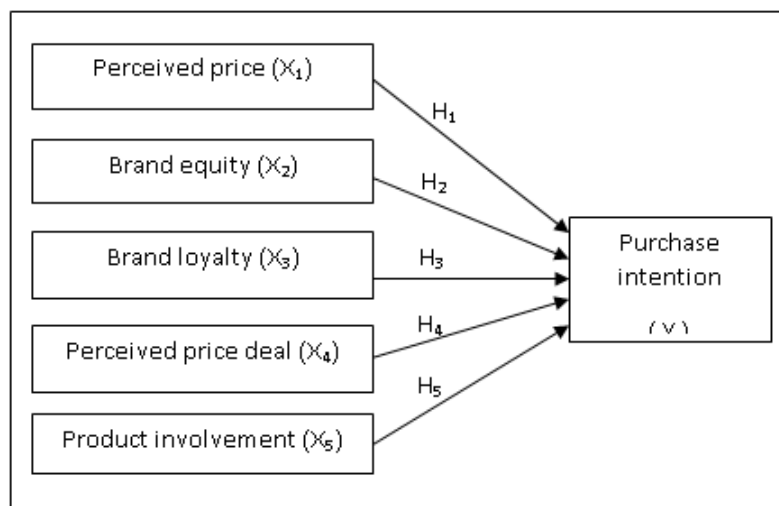 Perceived price (X₁)
H₁
Brand equity (X₂)
H₂
Brand loyalty (X₃)
H₃
Perceived price deal (X₄)
H₄
Product involvement (X₅)
H₅
Purchase
intention